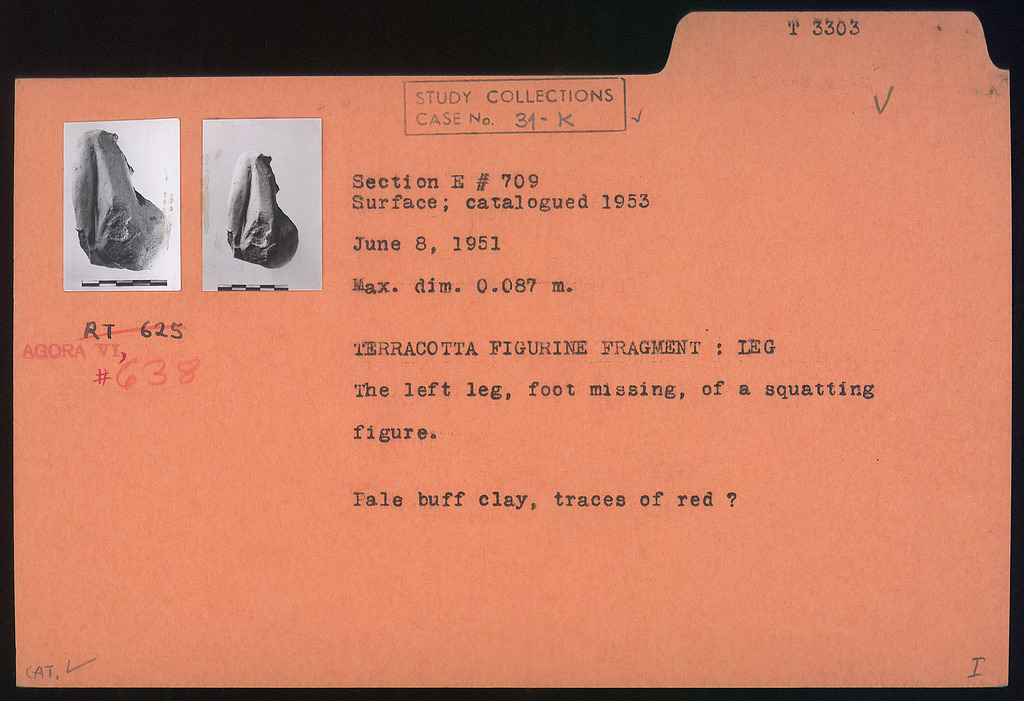 T 3303
STUDY COLLECTIONS
CASE No. 31-K
Section E # 709
Surface; catalogued 1953
June 8, 1951
Max. dim. 0.087 m.
RT 625
AGORA VI,
#638
TERRACOTTA FIGURINE FRAGMENT : LEG
The left leg, foot missing, of a squatting
figure.
Pale buff clay, traces of red ?
CAT.
I